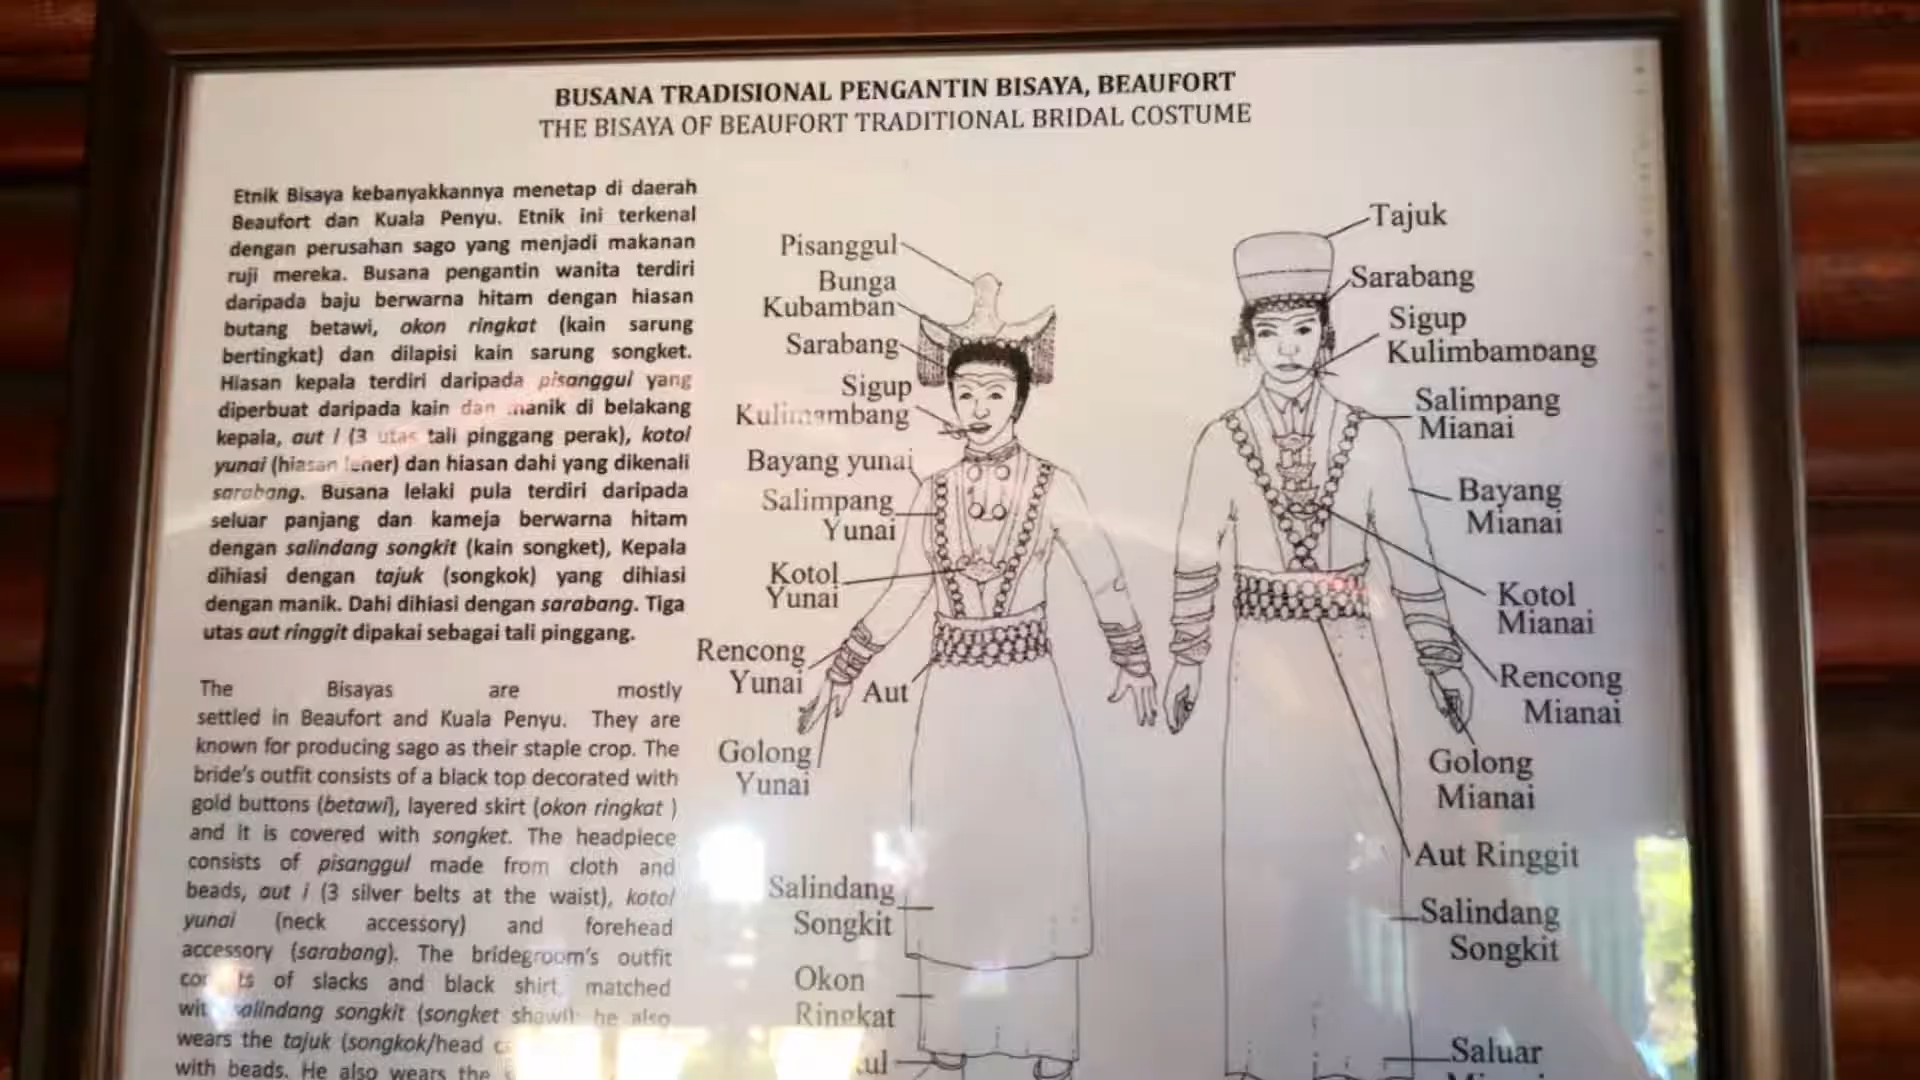 BUSANA TRADISIONAL PENGANTIN BISAYA, BEAUFORT
THE BISAYA OF BEAUFORT TRADITIONAL BRIDAL COSTUME
Etnik Bisaya kebanyakkannya menetap di daerah
Beaufort dan Kuala Penyu. Etnik ini terkenal
dengan perusahan sago yang menjadi makanan
ruji mereka. Busana pengantin wanita terdiri
daripada baju berwarna hitam dengan hiasan
butang betawi, okon ringkat (kain sarung
bertingkat) dan dilapisi kain sarung songket.
Hiasan kepala terdiri daripada pisanggul yang
diperbuat daripada kain dan manik di belakang
kepala, aut i (3 utas tali pinggang perak), kotol
yunai (hiasan leher) dan hiasan dahi yang dikenali
sarabang. Busana lelaki pula terdiri daripada
seluar panjang dan kameja berwarna hitam
dengan salindang songkit (kain songket), Kepala
dihiasi dengan tajuk (songkok) yang dihiasi
dengan manik. Dahi dihiasi dengan sarabang. Tiga
utas aut ringgit dipakai sebagai tali pinggang.
The Bisayas are mostly
settled in Beaufort and Kuala Penyu. They are
known for producing sago as their staple crop. The
bride's outfit consists of a black top decorated with
gold buttons (betawi), layered skirt (okon ringkat )
and it is covered with songket. The headpiece
consists of pisanggul made from cloth and
beads, aut i (3 silver belts at the waist), kotol
yunai (neck accessory) and forehead
accessory (sarabang). The bridegroom's outfit
of slacks and black shirt, matched
salindang songkit (songket shawl); he also
wears the tajuk (songkok/head
with beads. He also wears the
Pisanggul
Bunga
Kubamban
Sarabang
Sigup
Kulimambang
Bayang yunai
Salimpang
Yunai
Kotol
Yunai
Rencong
Yunai
Aut
Golong
Yunai
Salindang
Songkit
Okon
Ringkat
Tajuk
Sarabang
Sigup
Kulimbamoang
Salimpang
Mianai
Bayang
Mianai
Kotol
Mianai
Rencong
Mianai
Golong
Mianai
Aut Ringgit
Salindang
Songkit
Saluar